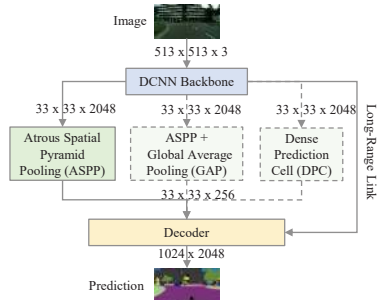 Image
513 x 513 x 3
DCNN Backbone
33 x 33 x 2048
33 x 33 x 2048
33 x 33 x 2048
Atrous Spatial
Pyramid
Pooling (ASPP)
ASPP +
Global Average
Pooling (GAP)
Dense
Prediction
Cell (DPC)
Long-Range Link
33 x 33 x 256
Decoder
1024 x 2048
Prediction